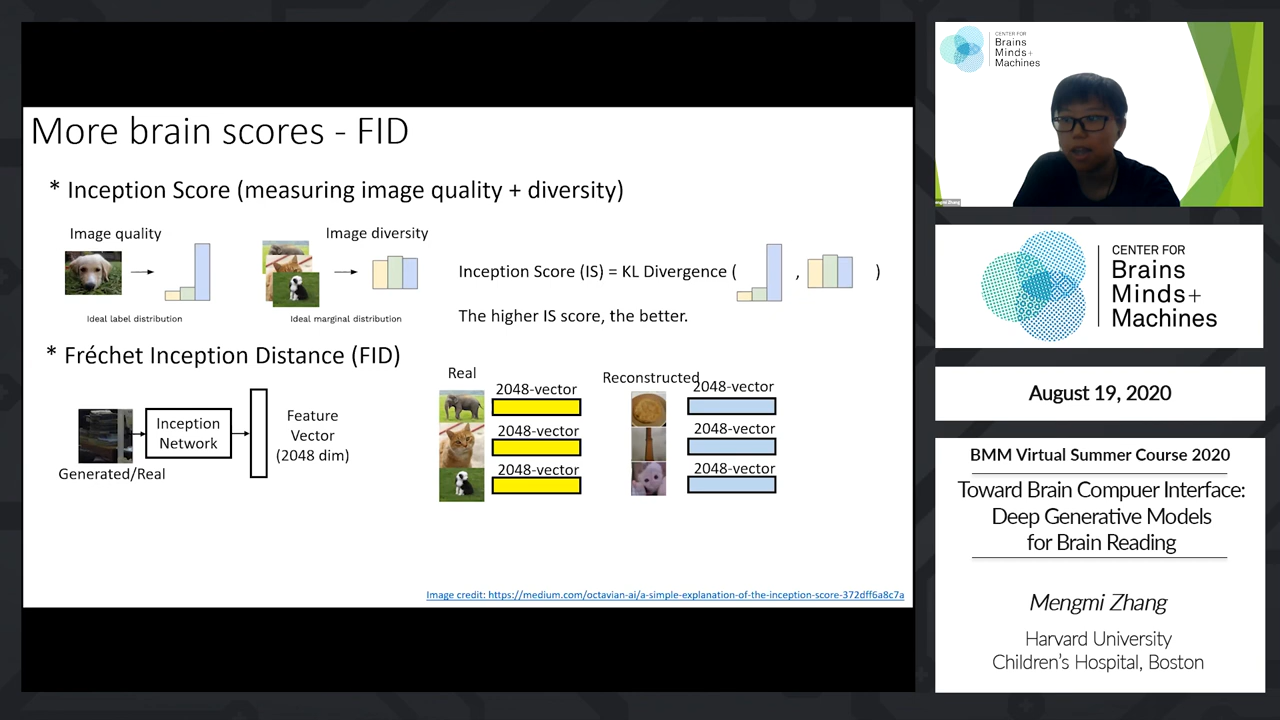 More brain scores - FID
* Inception Score (measuring image quality + diversity)
Image quality
Image diversity
Inception Score (IS) = KL Divergence (
,
)
Ideal label distribution
Ideal marginal distribution
The higher IS score, the better.
* Fréchet Inception Distance (FID)
Generated/Real
Inception
Network
Feature
Vector
(2048 dim)
Real
2048-vector
2048-vector
2048-vector
Reconstructed
2048-vector
2048-vector
2048-vector
Image credit: https://medium.com/octavian-ai/a-simple-explanation-of-the-inception-score-372dff6a8c7a
CENTER FOR
Brains
Minds+
Machines
Mengmi Zhang
CENTER FOR
Brains
Minds+
Machines
August 19, 2020
BMM Virtual Summer Course 2020
Toward Brain Compuer Interface:
Deep Generative Models
for Brain Reading
Mengmi Zhang
Harvard University
Children's Hospital, Boston